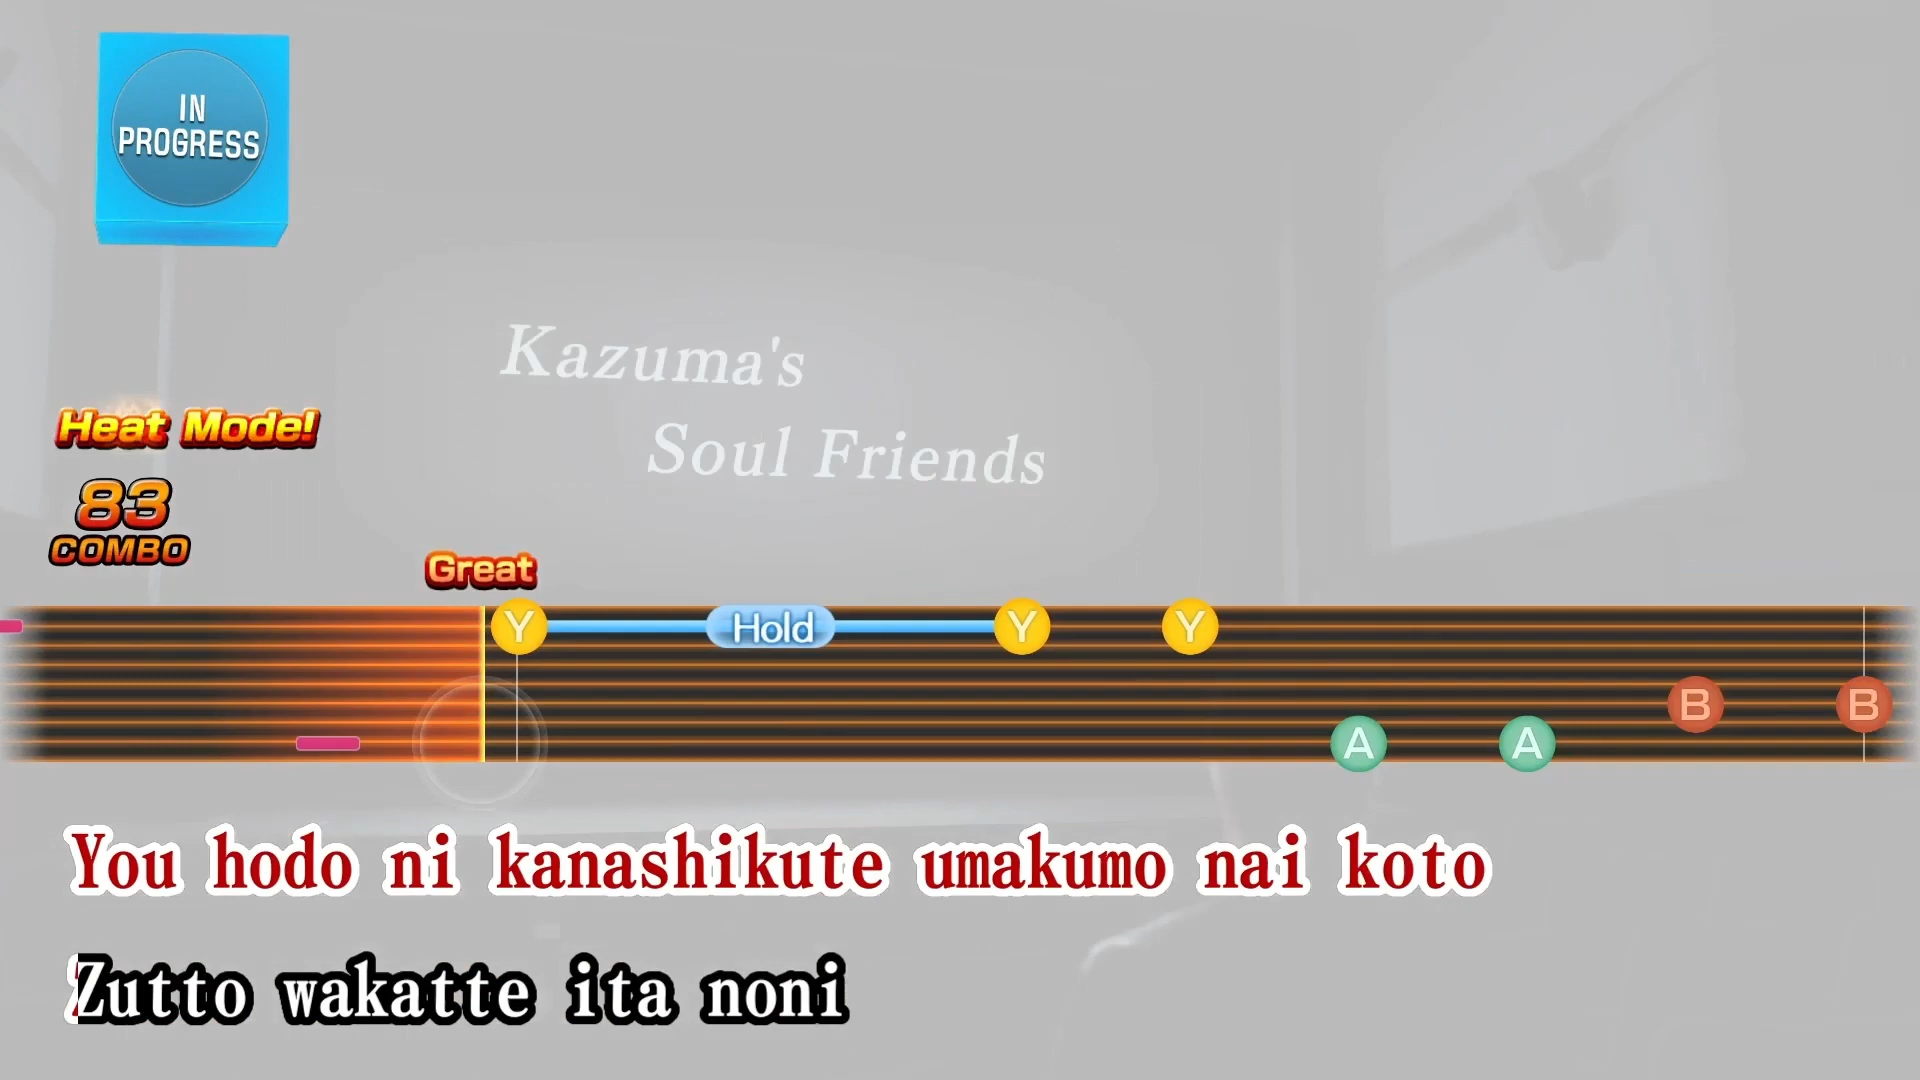 IN
PROGRESS
Kazuma's
Soul Friends
Heat Mode!
83
COMBO
Great
Y Hold Y Y
B B
A A
You hodo ni kanashikute umakumo nai koto
Zutto wakatte ita noni